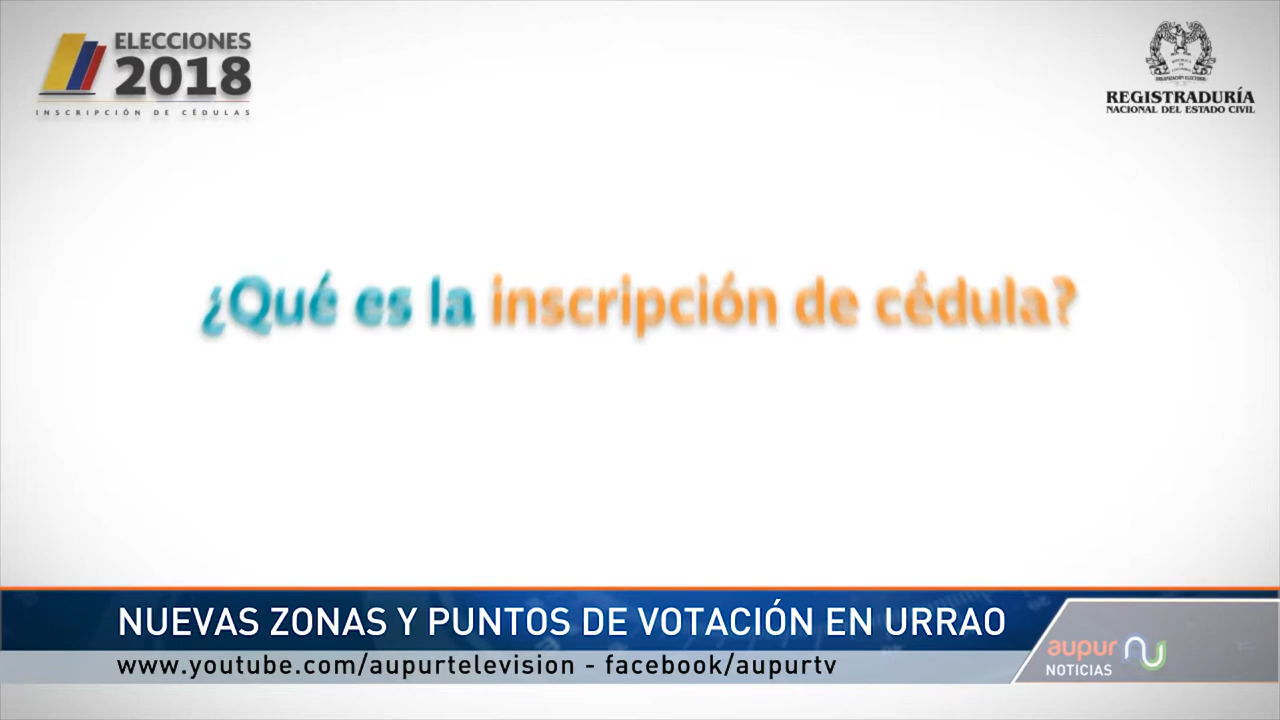 ELECCIONES
2018
INSCRIPCIÓN DE CÉDULAS
REGISTRADURÍA
NACIONAL DEL ESTADO CIVIL
¿Qué es la inscripción de cédula?
NUEVAS ZONAS Y PUNTOS DE VOTACIÓN EN URRAO
www.youtube.com/aupurtelevision - facebook/aupurtv
aupur
NOTICIAS